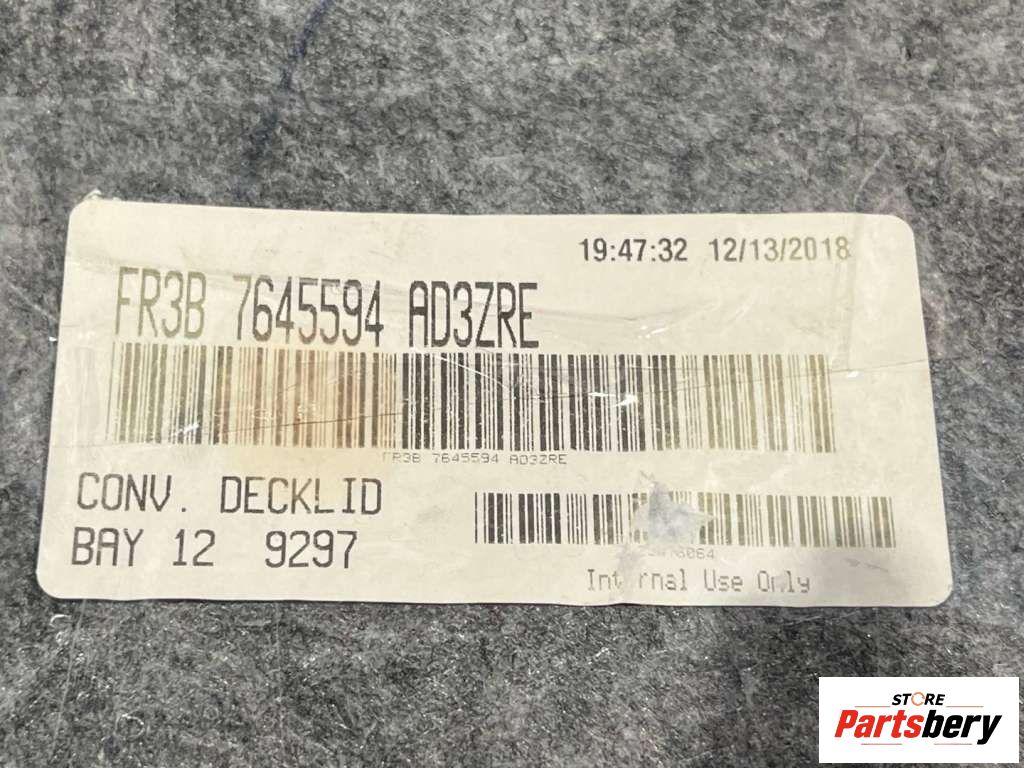 19:47:32 12/13/2018
FR3B 7645594 AD3ZRE
FR3B 7645594 AD3ZRE
CONV. DECKLID
BAY 12 9297
Internal Use Only
STORE
Partsbery